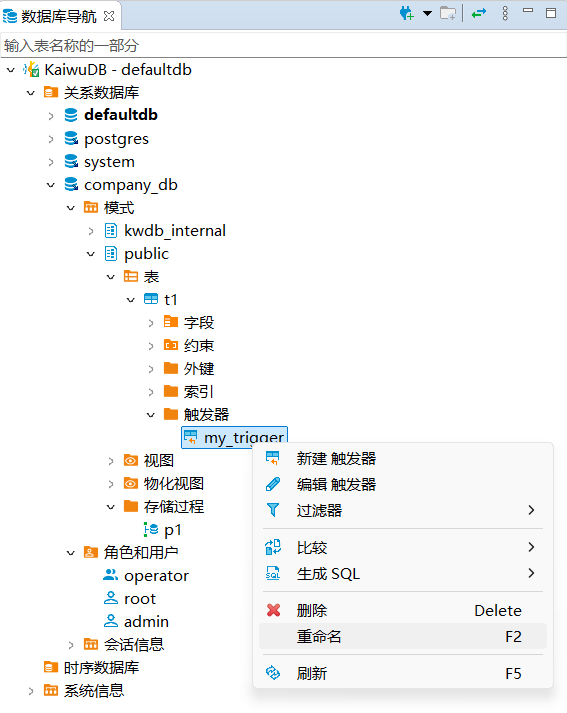 数据库导航
输入表名称的一部分
KaiwuDB - defaultdb
关系数据库
defaultdb
postgres
system
company_db
模式
kwdb_internal
public
表
t1
字段
约束
外键
索引
触发器
my_trigger
新建 触发器
编辑 触发器
过滤器
比较
生成 SQL
删除 Delete
重命名 F2
刷新 F5
视图
物化视图
存储过程
p1
角色和用户
operator
root
admin
会话信息
时序数据库
系统信息